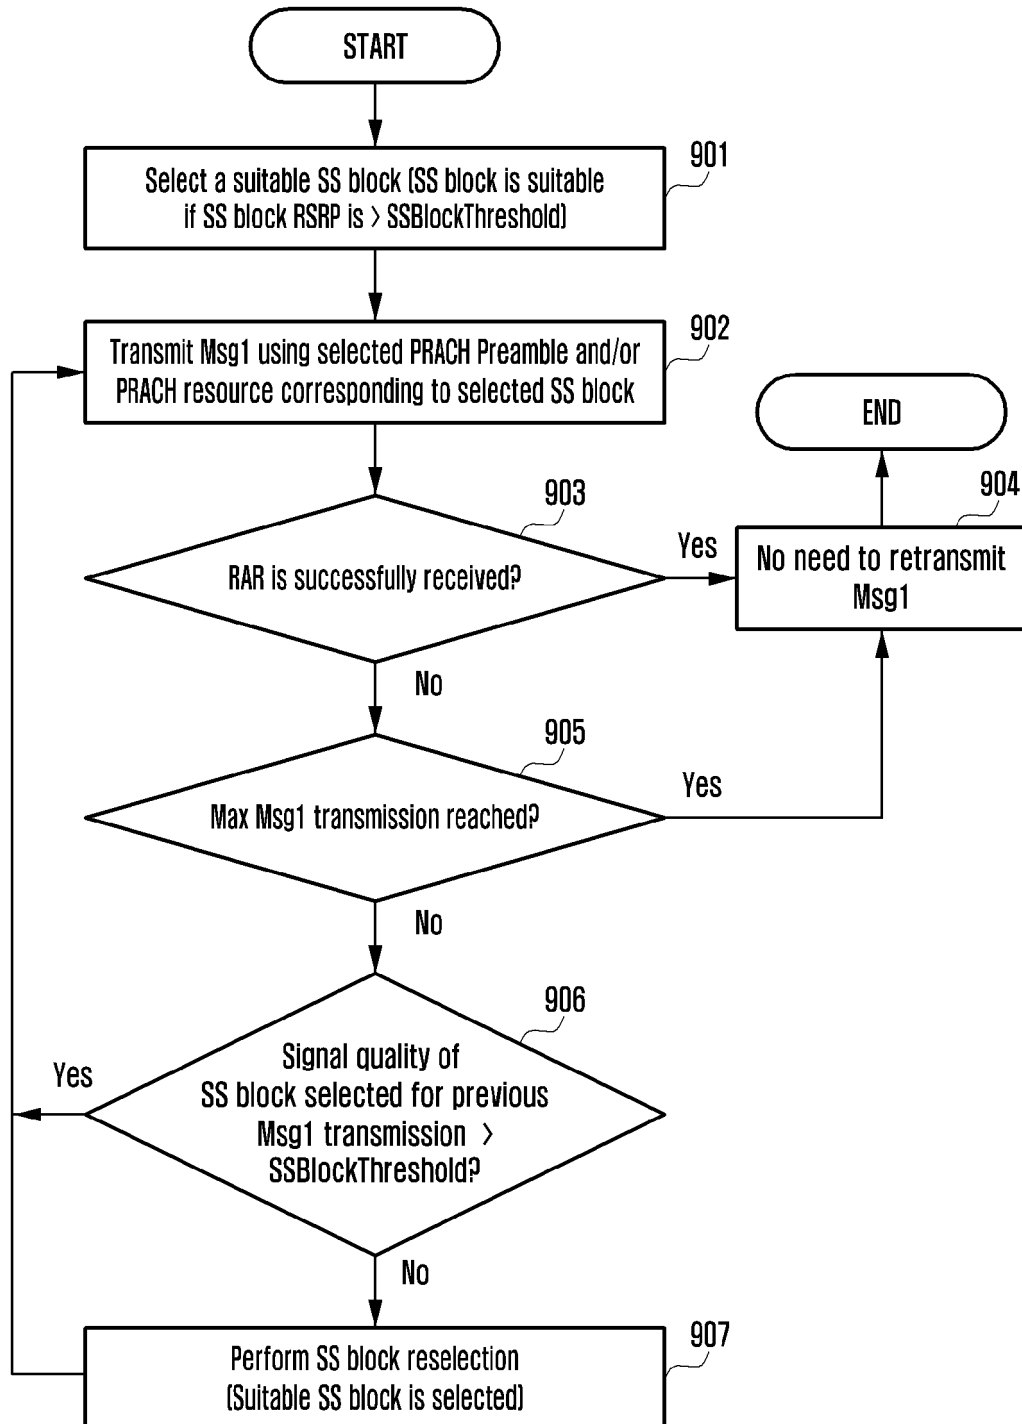 START
901
Select a suitable SS block (SS block is suitable
if SS block RSRP is > SSBlockThreshold)
902
Transmit Msg1 using selected PRACH Preamble and/or
PRACH resource corresponding to selected SS block
END
903
904
RAR is successfully received?
Yes
No need to retransmit
Msg1
No
905
Max Msg1 transmission reached?
Yes
No
906
Signal quality of
SS block selected for previous
Msg1 transmission >
SSBlockThreshold?
Yes
No
907
Perform SS block reselection
(Suitable SS block is selected)